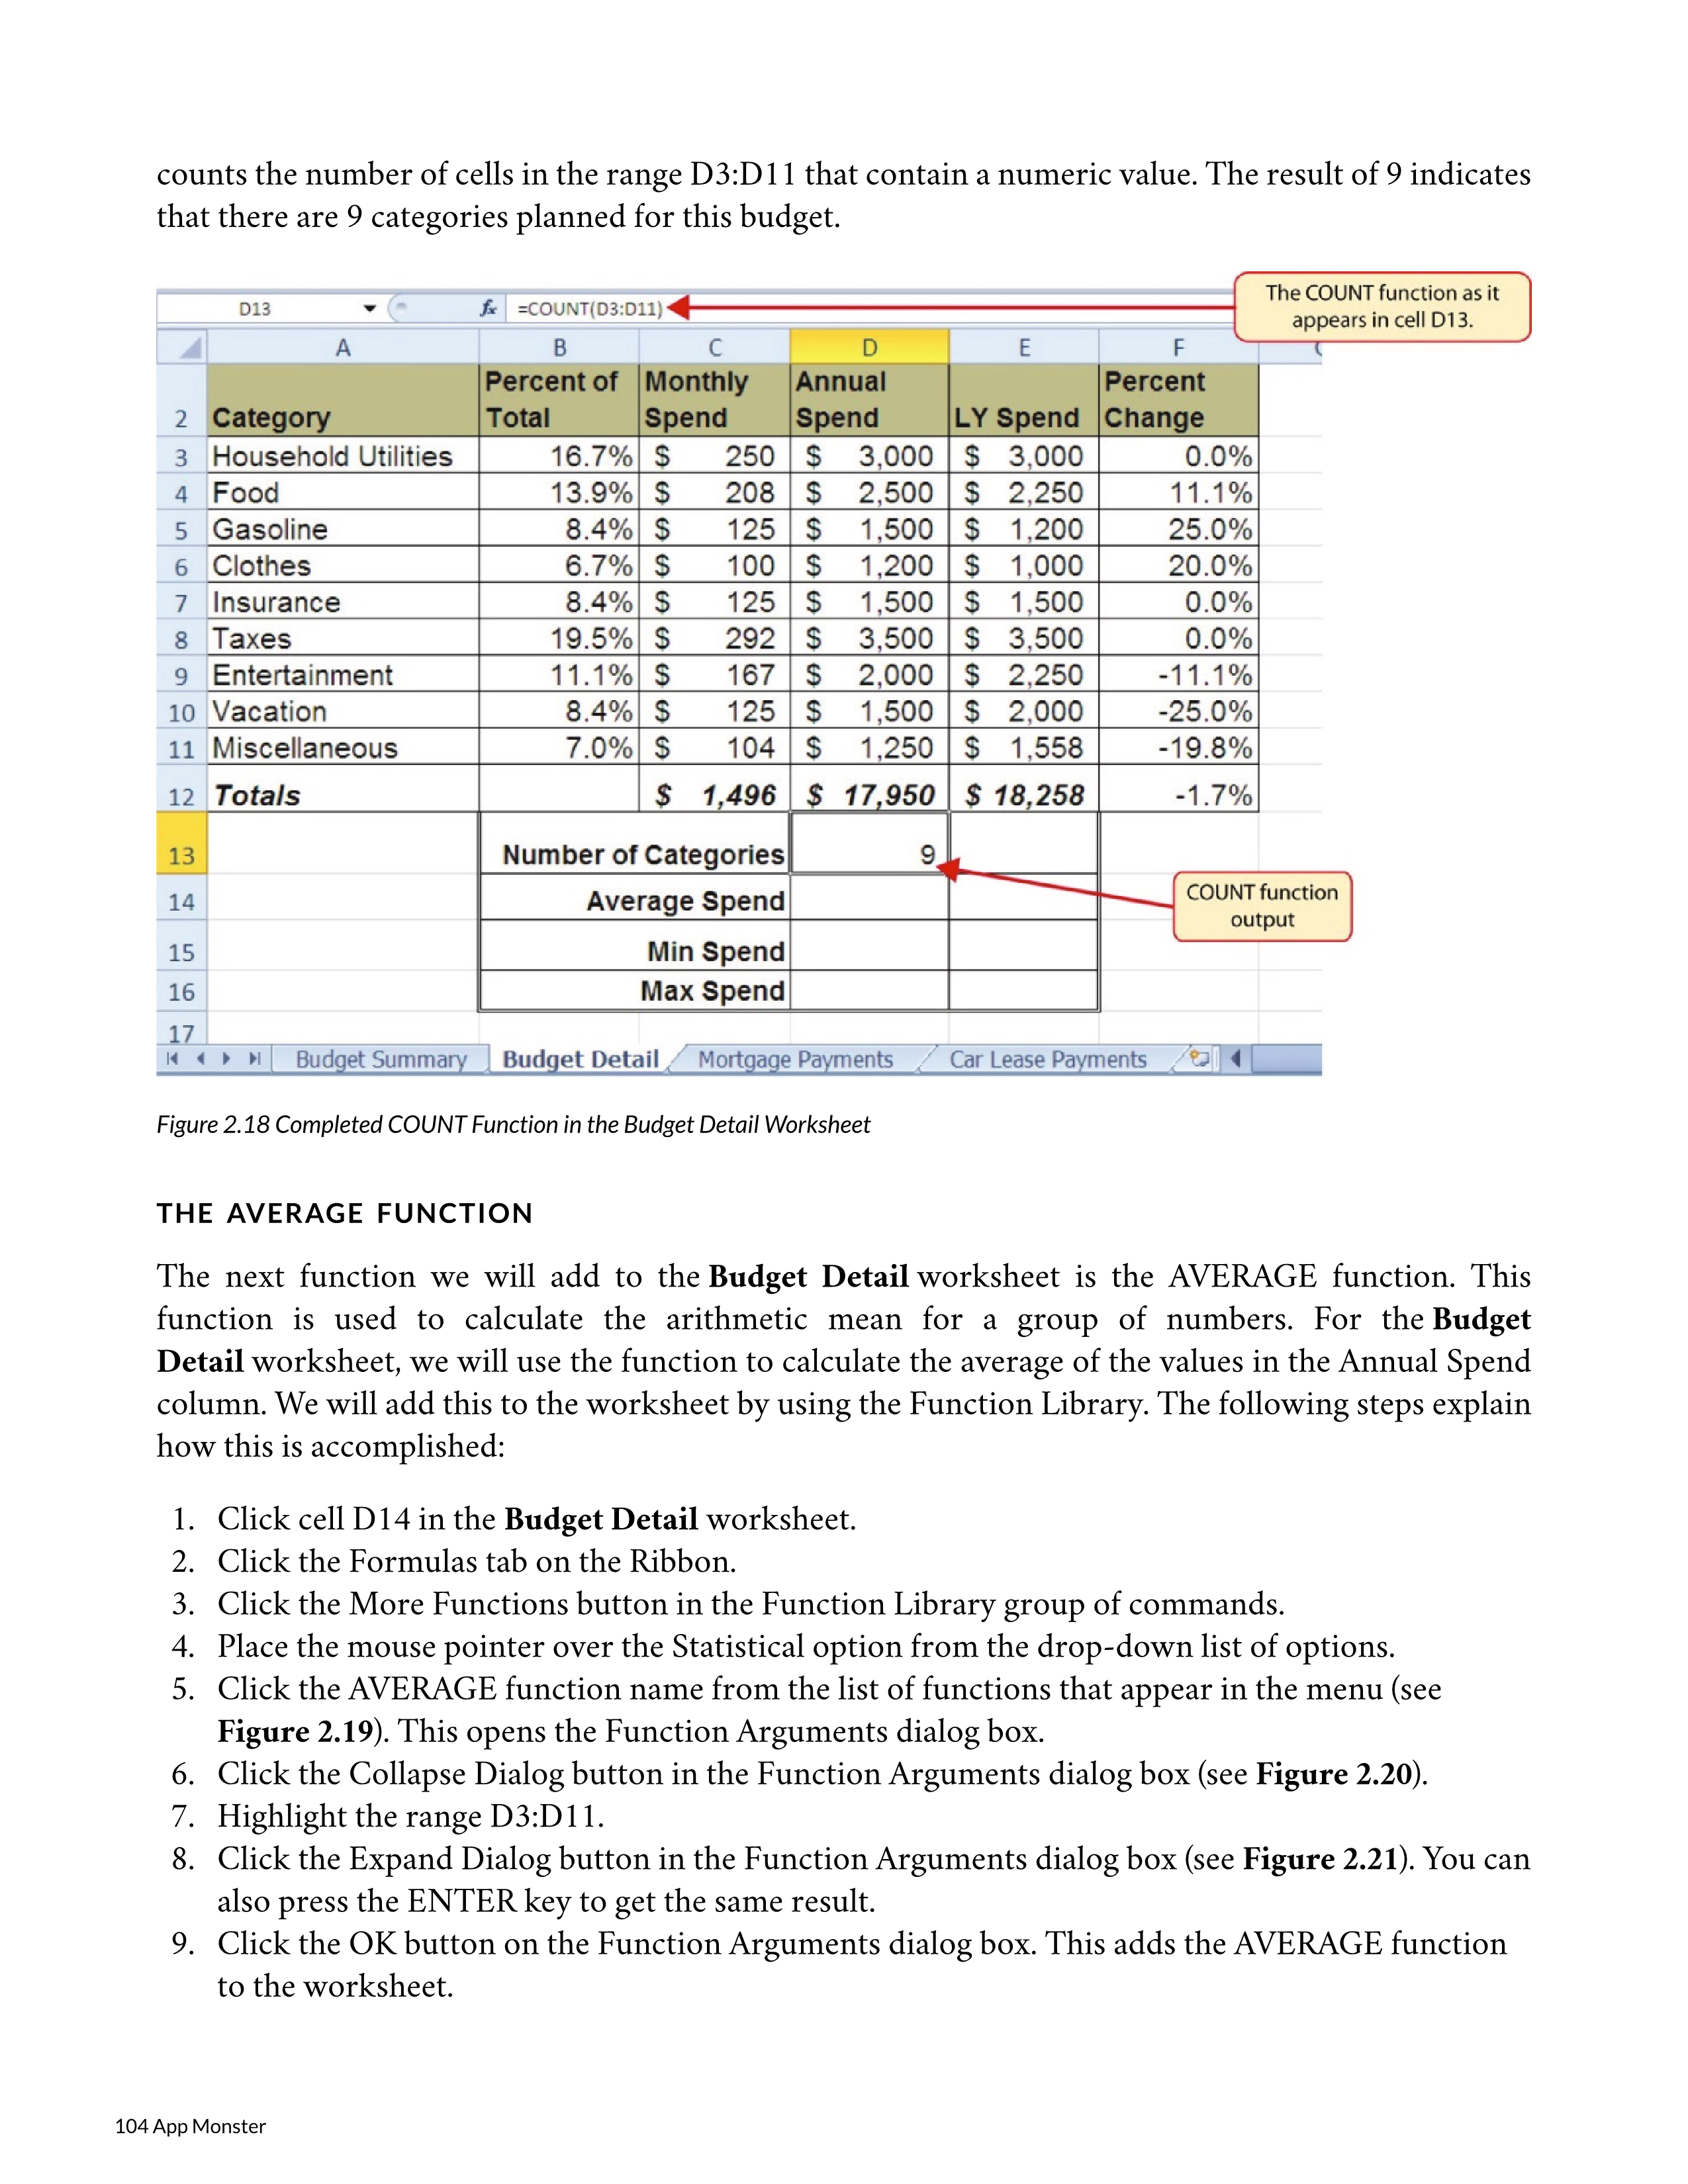 counts the number of cells in the range D3:D11 that contain a numeric value. The result of 9 indicates
that there are 9 categories planned for this budget.
The COUNT function as it
appears in cell D13.
D13 fx =COUNT(D3:D11)
A B C D E F
2 Category Percent of Total Monthly Spend Annual Spend LY Spend Percent Change
3 Household Utilities 16.7% $ 250 $ 3,000 $ 3,000 0.0%
4 Food 13.9% $ 208 $ 2,500 $ 2,250 11.1%
5 Gasoline 8.4% $ 125 $ 1,500 $ 1,200 25.0%
6 Clothes 6.7% $ 100 $ 1,200 $ 1,000 20.0%
7 Insurance 8.4% $ 125 $ 1,500 $ 1,500 0.0%
8 Taxes 19.5% $ 292 $ 3,500 $ 3,500 0.0%
9 Entertainment 11.1% $ 167 $ 2,000 $ 2,250 -11.1%
10 Vacation 8.4% $ 125 $ 1,500 $ 2,000 -25.0%
11 Miscellaneous 7.0% $ 104 $ 1,250 $ 1,558 -19.8%
12 Totals $ 1,496 $ 17,950 $ 18,258 -1.7%
13 Number of Categories 9
COUNT function
output
14 Average Spend
15 Min Spend
16 Max Spend
17
Budget Summary Budget Detail Mortgage Payments Car Lease Payments
Figure 2.18 Completed COUNT Function in the Budget Detail Worksheet
THE AVERAGE FUNCTION
The next function we will add to the Budget Detail worksheet is the AVERAGE function. This
function is used to calculate the arithmetic mean for a group of numbers. For the Budget
Detail worksheet, we will use the function to calculate the average of the values in the Annual Spend
column. We will add this to the worksheet by using the Function Library. The following steps explain
how this is accomplished:
1. Click cell D14 in the Budget Detail worksheet.
2. Click the Formulas tab on the Ribbon.
3. Click the More Functions button in the Function Library group of commands.
4. Place the mouse pointer over the Statistical option from the drop-down list of options.
5. Click the AVERAGE function name from the list of functions that appear in the menu (see
Figure 2.19). This opens the Function Arguments dialog box.
6. Click the Collapse Dialog button in the Function Arguments dialog box (see Figure 2.20).
7. Highlight the range D3:D11.
8. Click the Expand Dialog button in the Function Arguments dialog box (see Figure 2.21). You can
also press the ENTER key to get the same result.
9. Click the OK button on the Function Arguments dialog box. This adds the AVERAGE function
to the worksheet.
104 App Monster